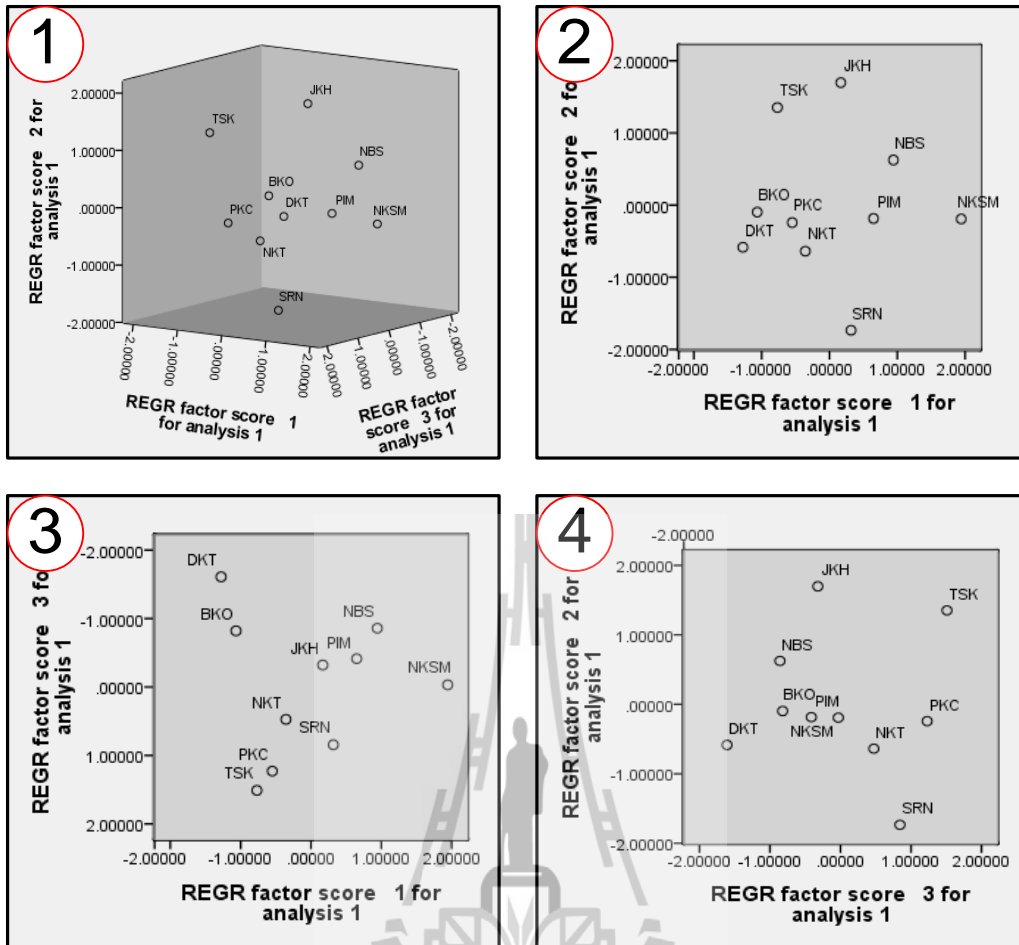 1
REGR factor score 2 for
analysis 1
2.00000
1.00000
.00000
-1.00000
-2.00000
JKH
TSK
NBS
BKO
DKT
PIM
PKC
NKSM
NKT
SRN
-2.00000
-1.00000
.00000
1.00000
2.00000
2.00000
1.00000
.00000
-1.00000
-2.00000
REGR factor score 1
for analysis 1
REGR factor
score 3 for
analysis 1
2
REGR factor score 2 for
analysis 1
2.00000
1.00000
.00000
-1.00000
-2.00000
JKH
TSK
NBS
BKO
PKC
PIM
NKSM
DKT
NKT
SRN
-2.00000
-1.00000
.00000
1.00000
2.00000
REGR factor score 1 for
analysis 1
3
REGR factor score 3 for
analysis 1
-2.00000
-1.00000
.00000
1.00000
2.00000
DKT
BKO
NBS
JKH
PIM
NKSM
NKT
SRN
PKC
TSK
-2.00000
-1.00000
.00000
1.00000
2.00000
REGR factor score 1 for
analysis 1
4
-2.00000
REGR factor score 2 for
analysis 1
2.00000
1.00000
.00000
-1.00000
-2.00000
JKH
TSK
NBS
BKO
PIM
PKC
DKT
NKSM
NKT
SRN
-2.00000
-1.00000
.00000
1.00000
2.00000
REGR factor score 3 for
analysis 1